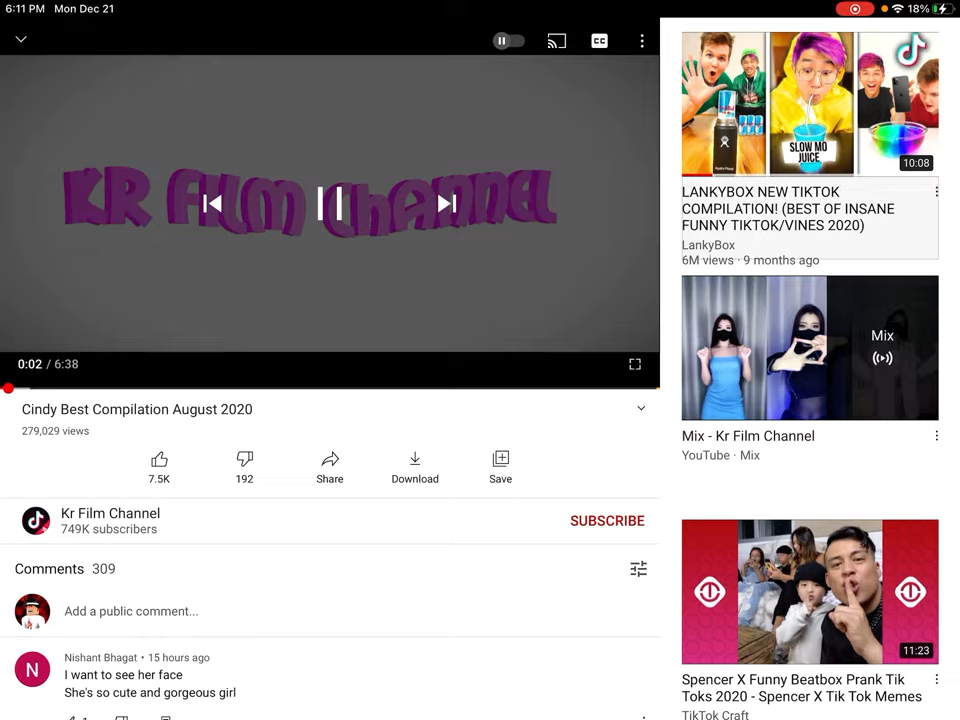 6:11 PM Mon Dec 21
18%
CC
KR FILM ChANNEL
0:02 / 6:38
Cindy Best Compilation August 2020
279,029 views
7.5K
192
Share
Download
Save
Kr Film Channel
749K subscribers
SUBSCRIBE
Comments 309
Add a public comment...
N
Nishant Bhagat • 15 hours ago
I want to see her face
She's so cute and gorgeous girl
1
SLOW MO
JUICE
10:08
LANKYBOX NEW TIKTOK
COMPILATION! (BEST OF INSANE
FUNNY TIKTOK/VINES 2020)
LankyBox
6M views · 9 months ago
Mix
Mix - Kr Film Channel
YouTube · Mix
11:23
Spencer X Funny Beatbox Prank Tik
Toks 2020 - Spencer X Tik Tok Memes
TikTok Craft